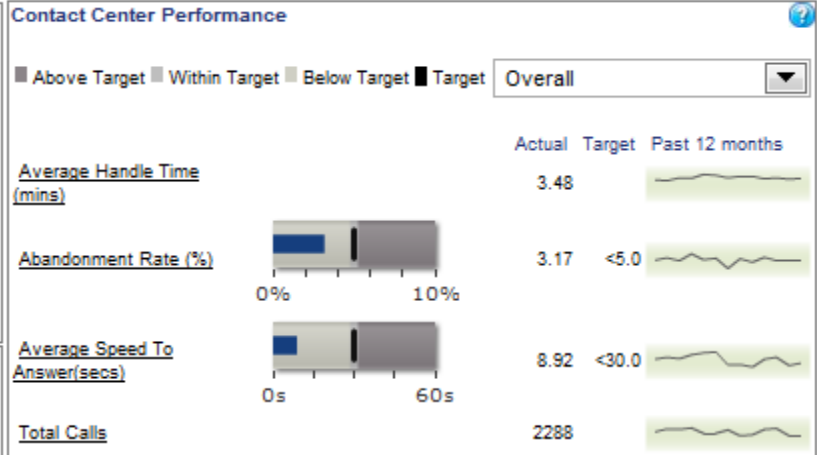 Contact Center Performance
?
Above Target Within Target Below Target Target Overall
Actual Target Past 12 months
Average Handle Time
(mins)
3.48
Abandonment Rate (%)
3.17 <5.0
0% 10%
Average Speed To
Answer(secs)
8.92 <30.0
0s 60s
Total Calls
2288